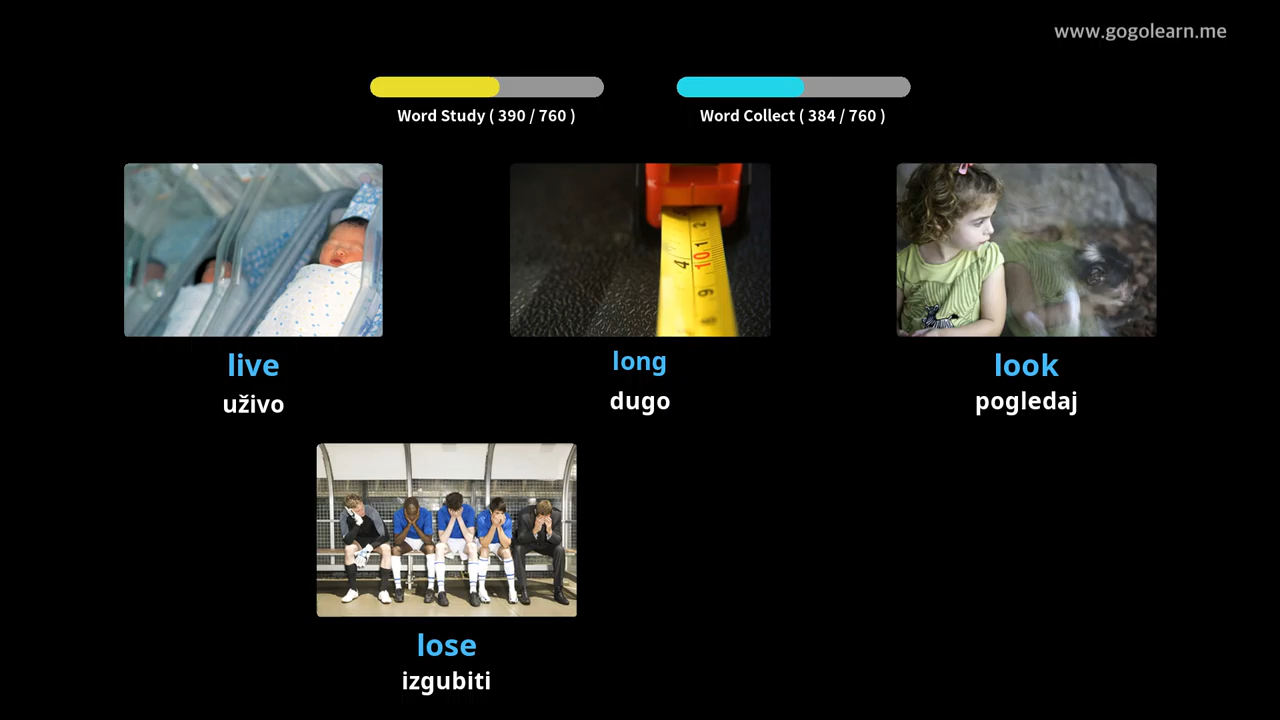 www.gogolearn.me
Word Study ( 390 / 760 )
Word Collect ( 384 / 760 )
live
uživo
long
dugo
look
pogledaj
lose
izgubiti